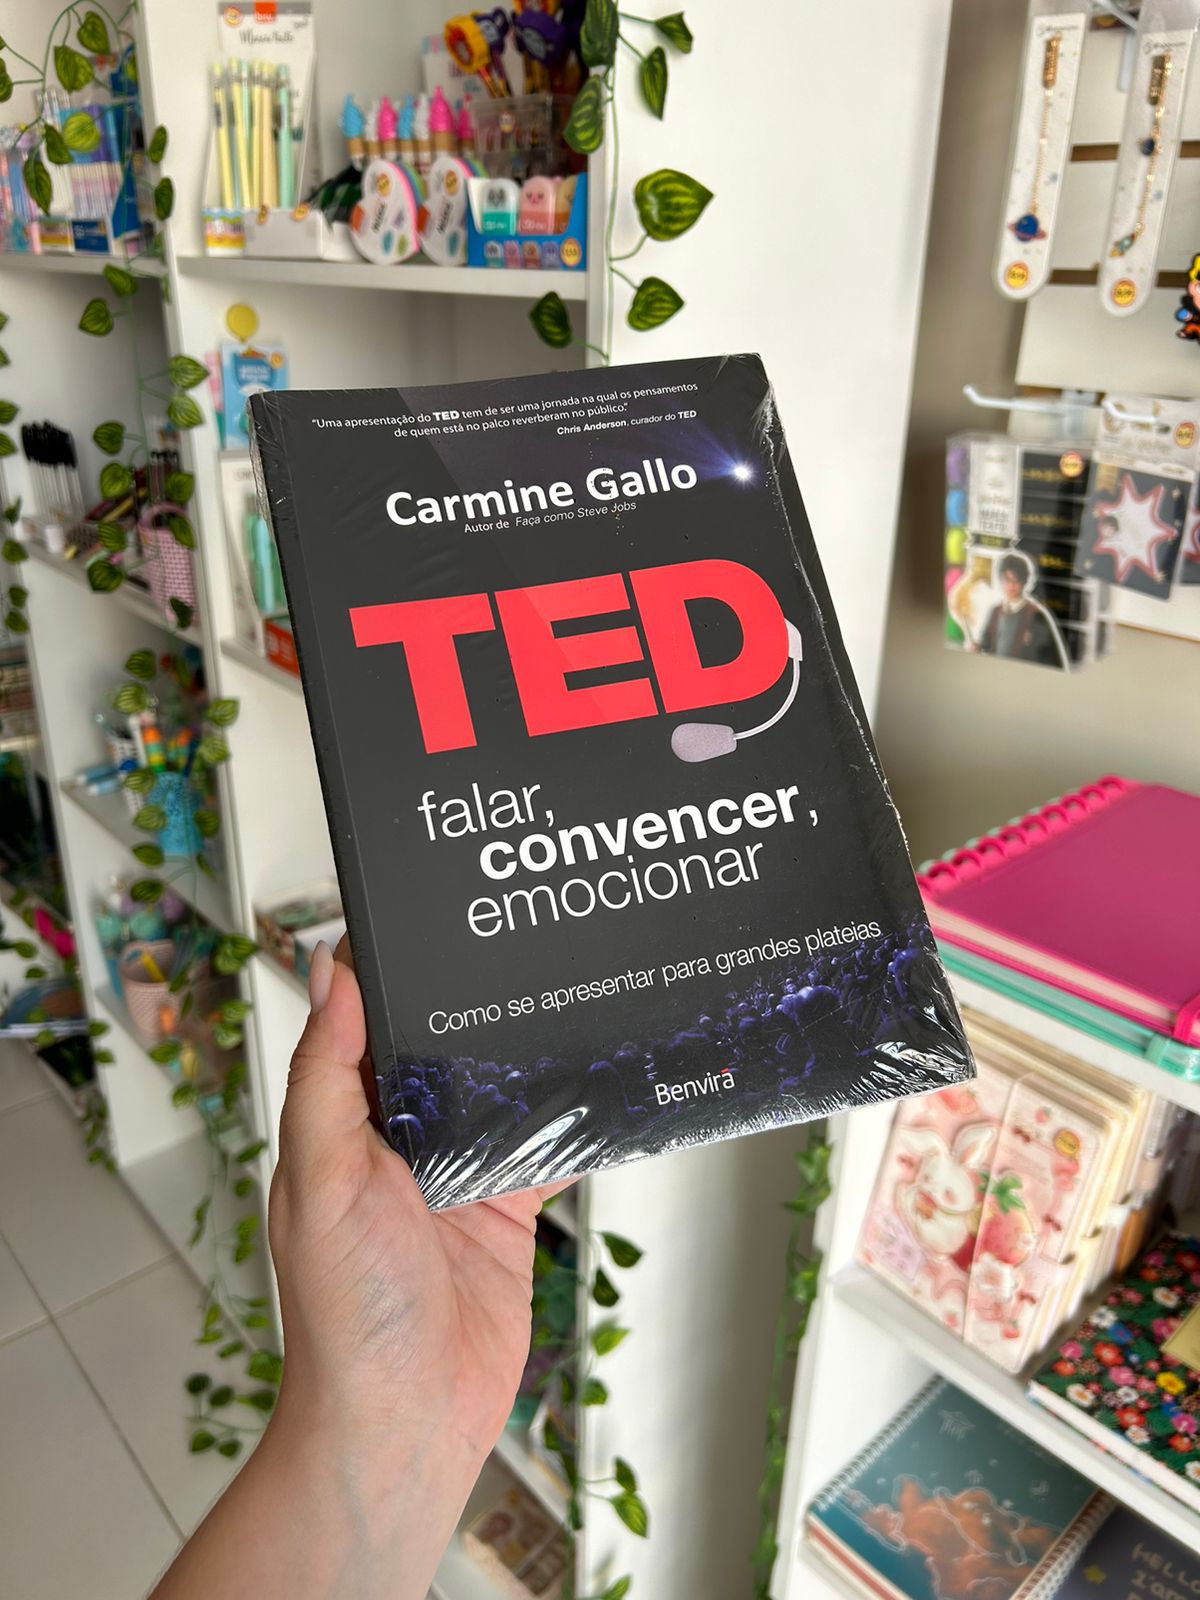 "Uma apresentação do TED tem de ser uma jornada na qual os pensamentos
de quem está no palco reverberam no público."
Chris Anderson, curador do TED
Carmine Gallo
Autor de Faça como Steve Jobs
TED
falar,
convencer,
emocionar
Como se apresentar para grandes plateias
Benvirá
HELLO